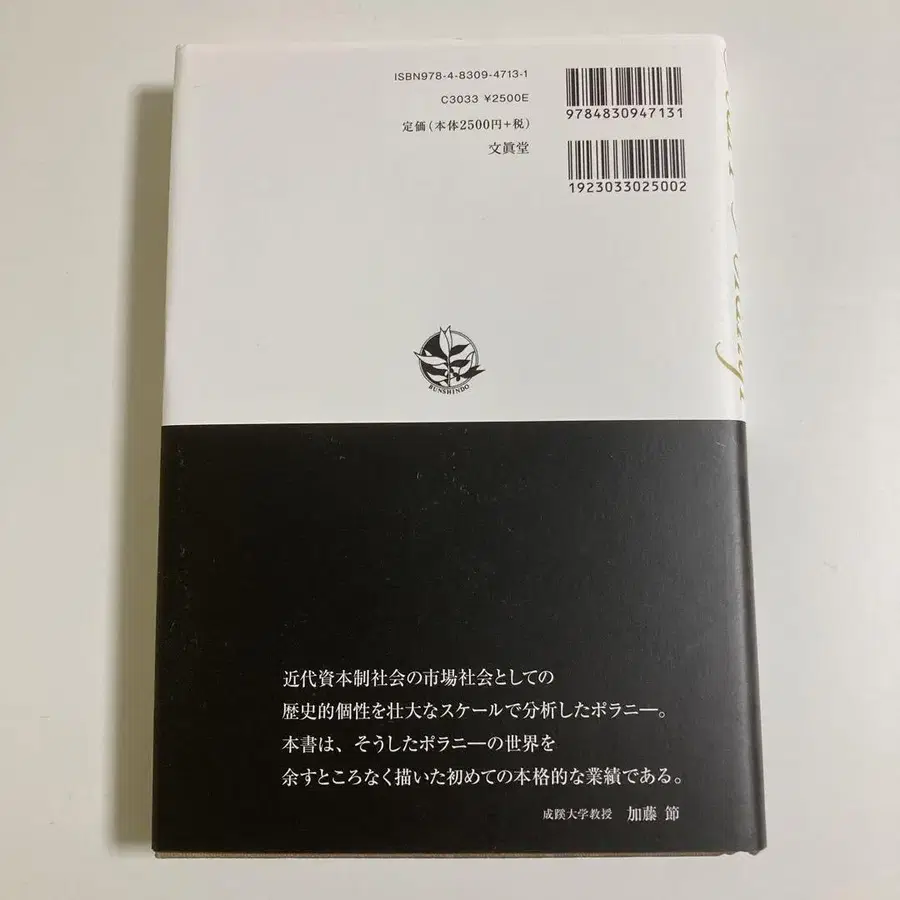 ISBN978-4-8309-4713-1
C3033 ¥2500E
定価(本体2500円+税)
文眞堂
9784830947131
1923033025002
BUNSHINDO
近代資本制社会の市場社会としての
歴史的個性を壮大なスケールで分析したポラニー。
本書は、そうしたポラニーの世界を
余すところなく描いた初めての本格的な業績である。
成蹊大学教授 加藤 節